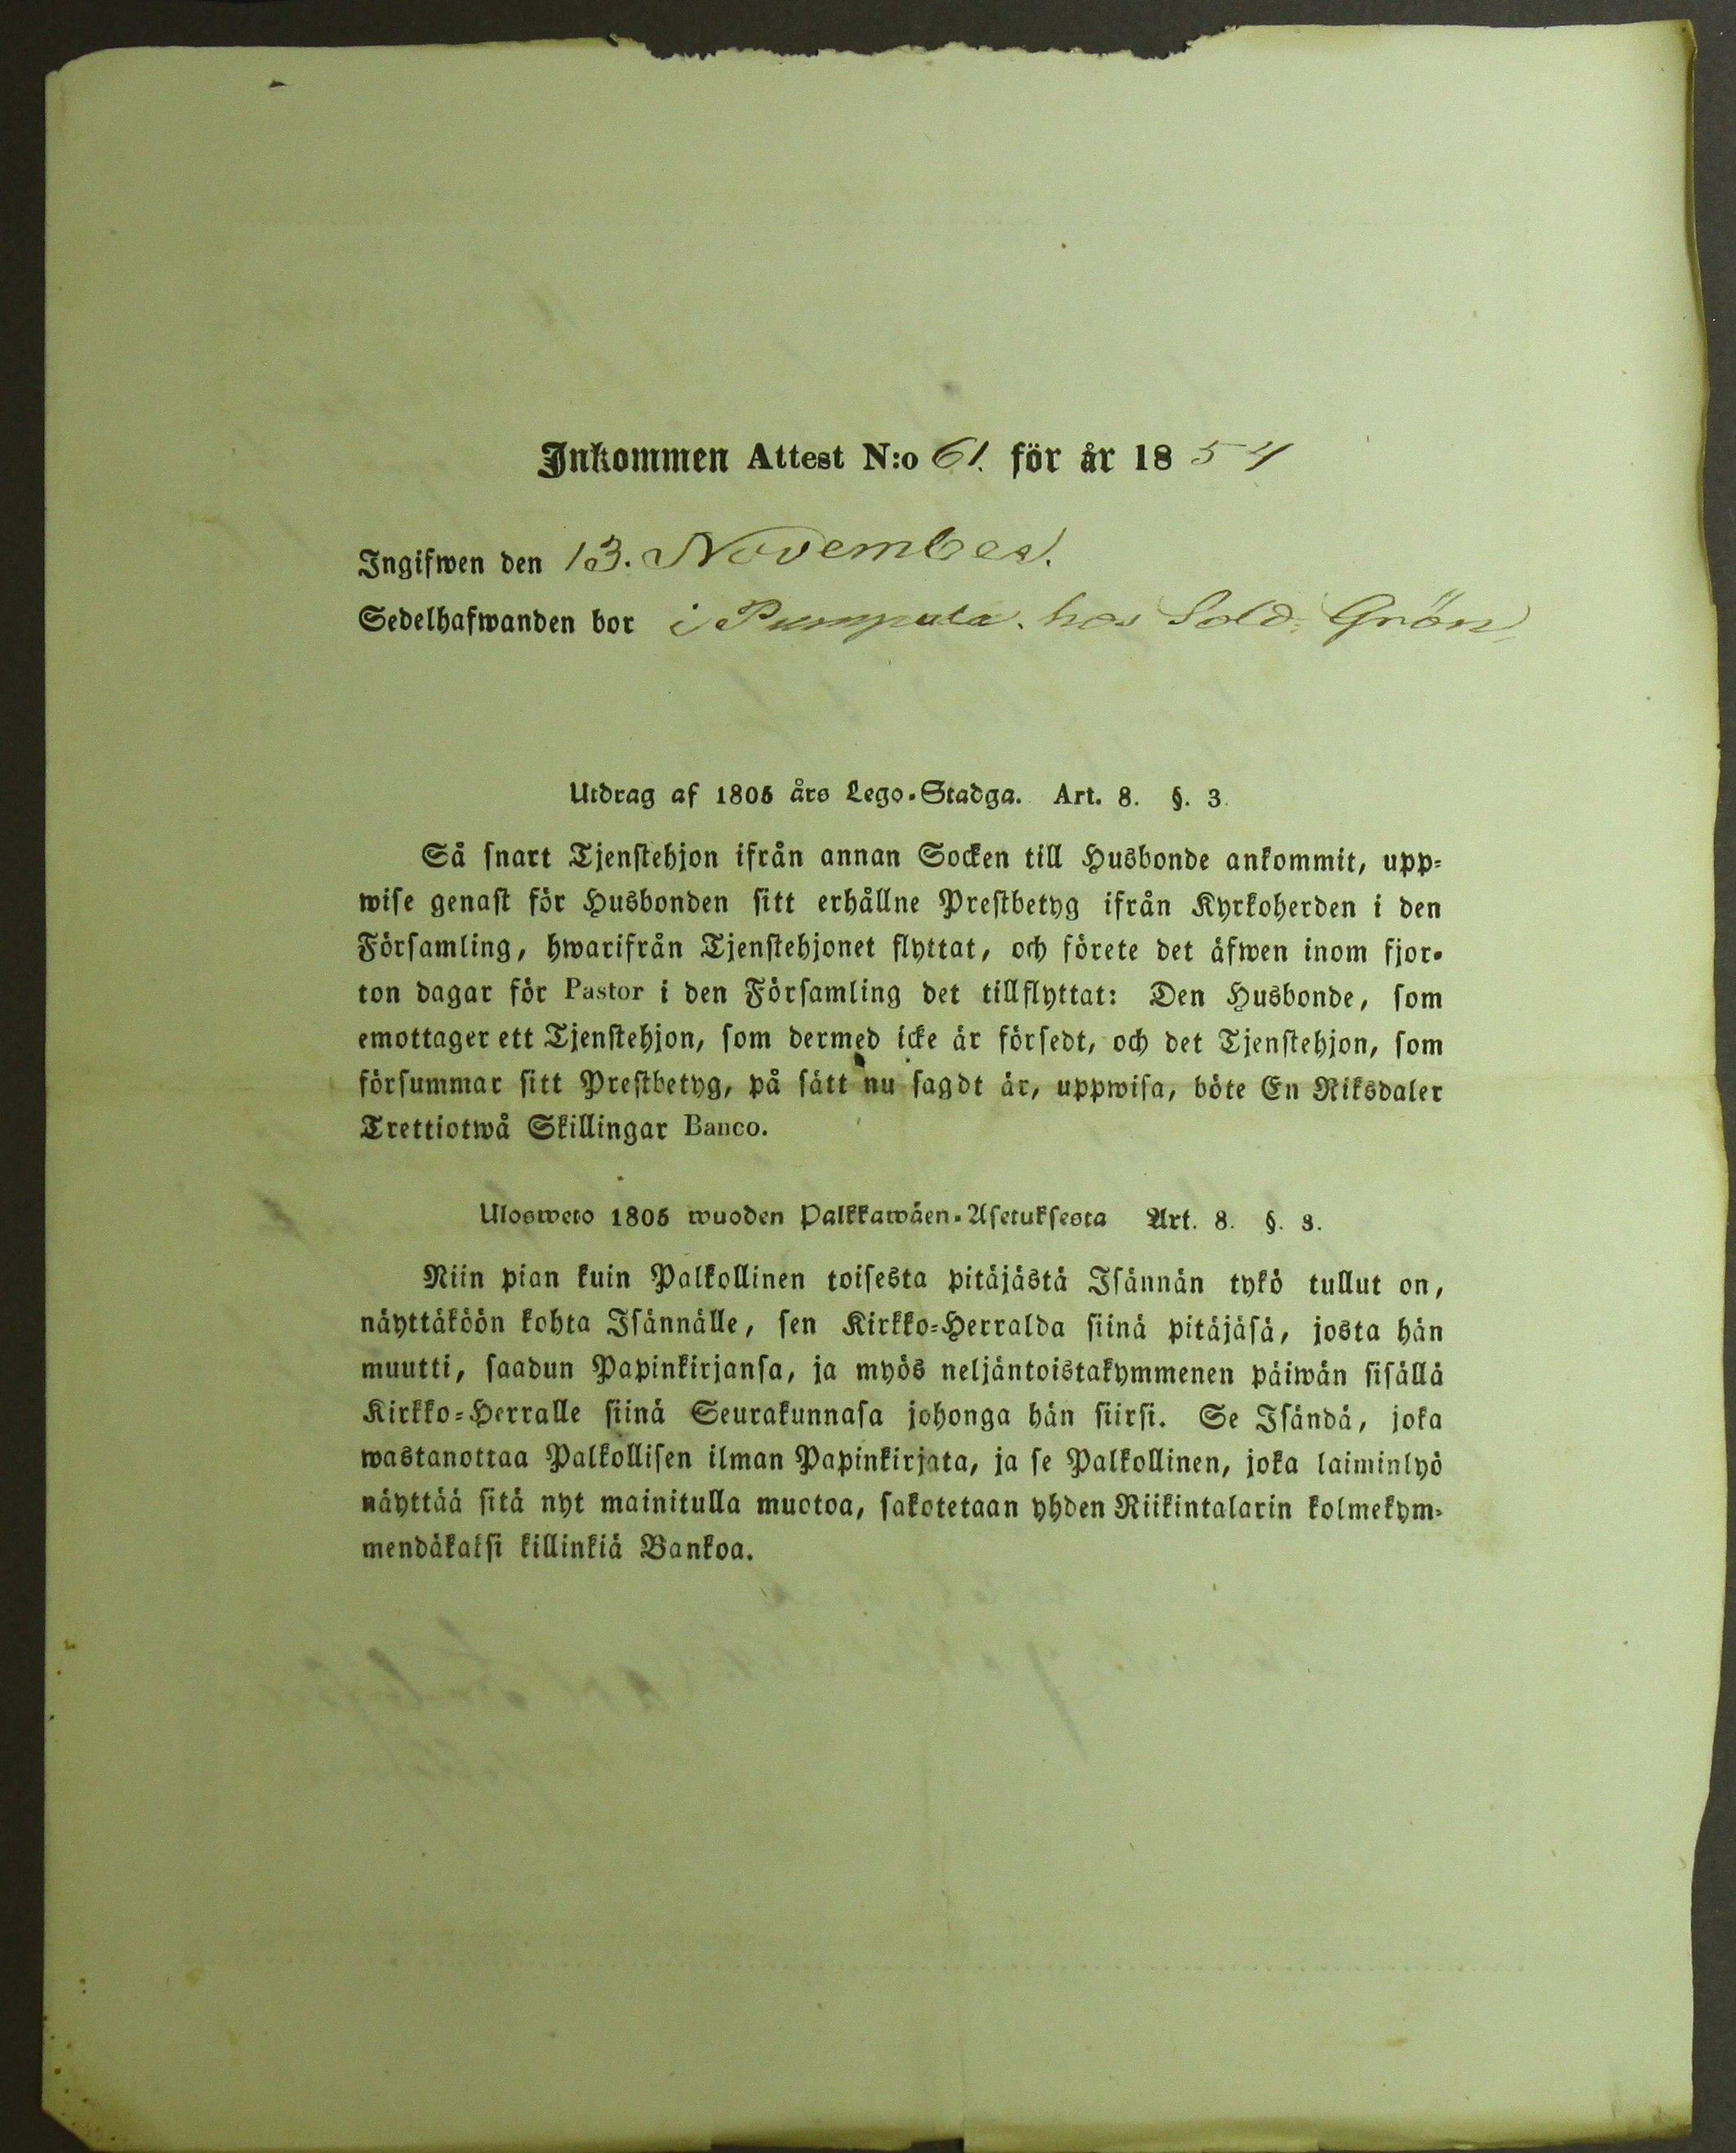 Inkommen Attest N:o 61. för år 1854
Ingifwen den 13. November.
Sedelhafwanden bor i Pumpula. hos Sold: Grön
Utdrag af 1805 års Lego-Stadga. Art. 8. §. 3.
Så snart Tjenstehjon ifrån annan Socken till Husbonde ankommit, upp-
wise genast för Husbonden sitt erhållne Prestbetyg ifrån Kyrkoherden i den
Församling, hwarifrån Tjenstehjonet flyttat, och förete det äfwen inom fjor-
ton dagar för Pastor i den Församling det tillflyttat: Den Husbonde, som
emottager ett Tjenstehjon, som dermed icke är försedt, och det Tjenstehjon, som
försummar sitt Prestbetyg, på sätt nu sagdt är, uppwisa, böte En Riksdaler
Trettiotwå Skillingar Banco.
Ulosweto 1805 wuoden Palkkawäen-Asetuksesta Art. 8. §. 3.
Niin pian kuin Palkollinen toisesta pitäjästä Isännän tykö tullut on,
näyttäköön kohta Isännälle, sen Kirkko-Herralda siinä pitäjäsä, josta hän
muutti, saadun Papinkirjansa, ja myös neljäntoistakymmenen päiwän sisällä
Kirkko-Herralle siinä Seurakunnasa johonga hän siirsi. Se Isändä, joka
wastanottaa Palkollisen ilman Papinkirjata, ja se Palkollinen, joka laiminlyö
näyttää sitä nyt mainitulla muotoa, sakotetaan yhden Riikintalarin kolmekym-
mendäkaksi killinkiä Bankoa.